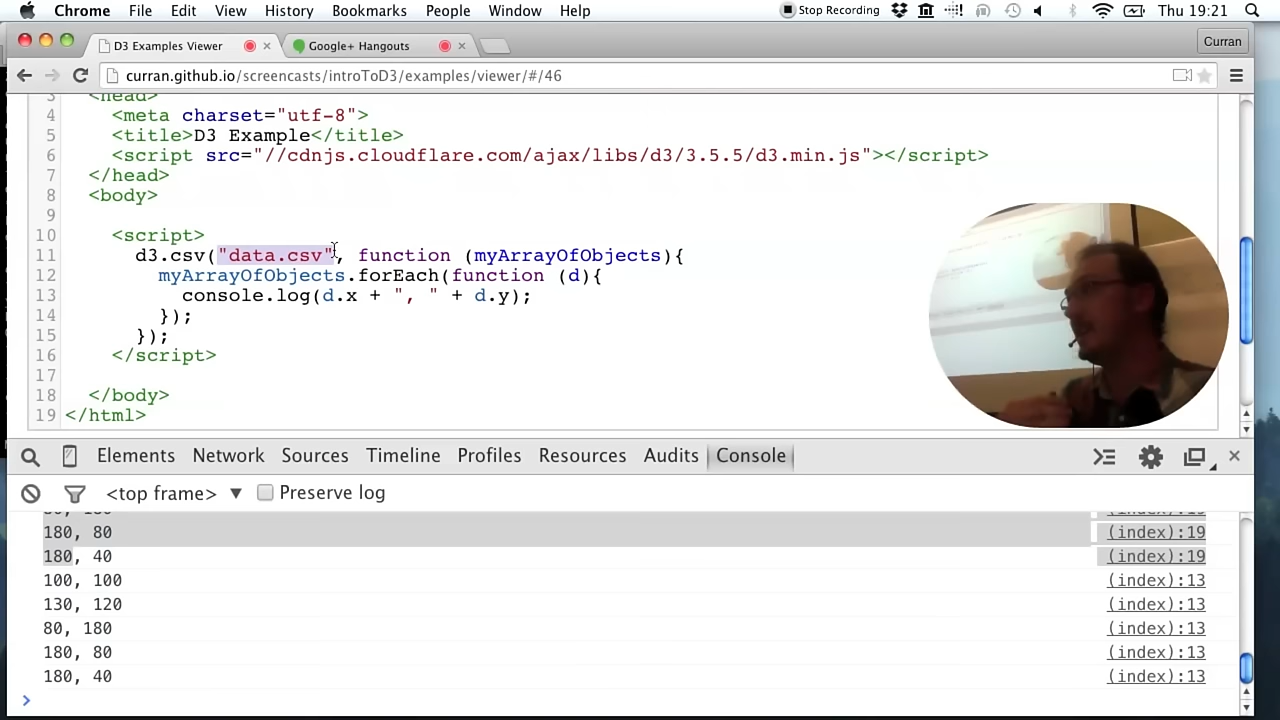 Chrome File Edit View History Bookmarks People Window Help Stop Recording Thu 19:21
D3 Examples Viewer × Google+ Hangouts × Curran
curran.github.io/screencasts/introToD3/examples/viewer/#/46
3 <head>
4 <meta charset="utf-8">
5 <title>D3 Example</title>
6 <script src="//cdnjs.cloudflare.com/ajax/libs/d3/3.5.5/d3.min.js"></script>
7 </head>
8 <body>
9
10 <script>
11 d3.csv("data.csv", function (myArrayOfObjects){
12 myArrayOfObjects.forEach(function (d){
13 console.log(d.x + ", " + d.y);
14 });
15 });
16 </script>
17
18 </body>
19 </html>
Elements Network Sources Timeline Profiles Resources Audits Console
<top frame> ▼ Preserve log
180, 80 (index):19
180, 40 (index):19
100, 100 (index):13
130, 120 (index):13
80, 180 (index):13
180, 80 (index):13
180, 40 (index):13
>